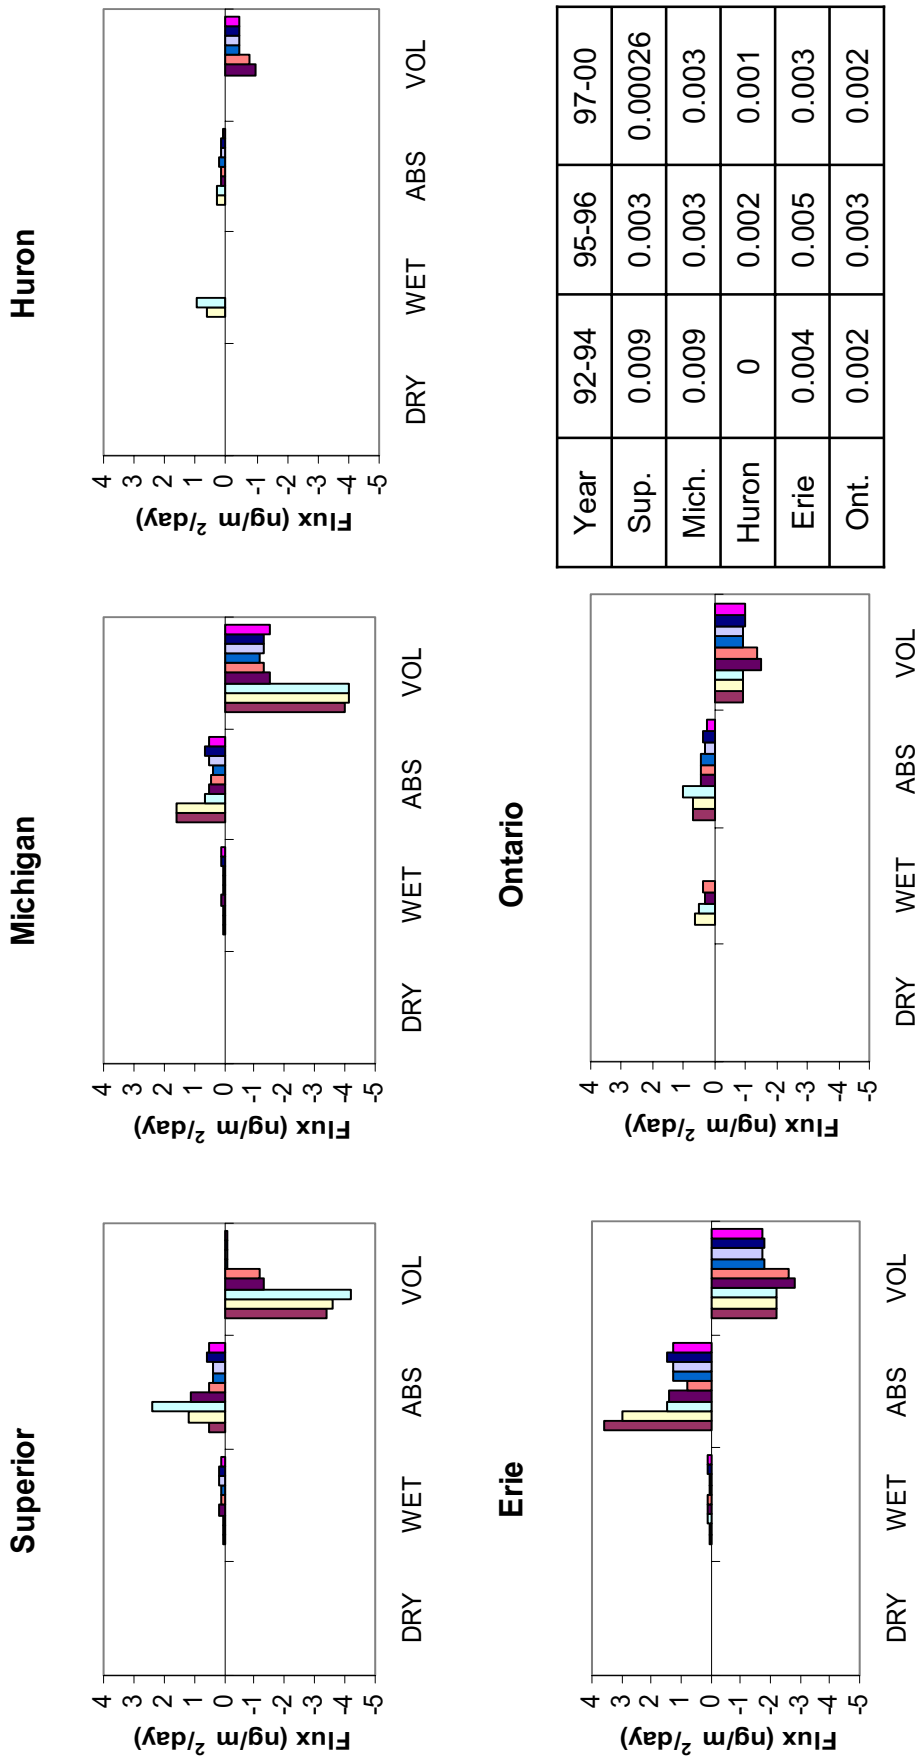 Superior
Flux (ng/m²/day)
4
3
2
1
0
-1
-2
-3
-4
-5
DRY WET ABS VOL
Michigan
Flux (ng/m²/day)
4
3
2
1
0
-1
-2
-3
-4
-5
DRY WET ABS VOL
Huron
Flux (ng/m²/day)
4
3
2
1
0
-1
-2
-3
-4
-5
DRY WET ABS VOL
Erie
Flux (ng/m²/day)
4
3
2
1
0
-1
-2
-3
-4
-5
DRY WET ABS VOL
Ontario
Flux (ng/m²/day)
4
3
2
1
0
-1
-2
-3
-4
-5
DRY WET ABS VOL
Year 92-94 95-96 97-00
Sup. 0.009 0.003 0.00026
Mich. 0.009 0.003 0.003
Huron 0 0.002 0.001
Erie 0.004 0.005 0.003
Ont. 0.002 0.003 0.002